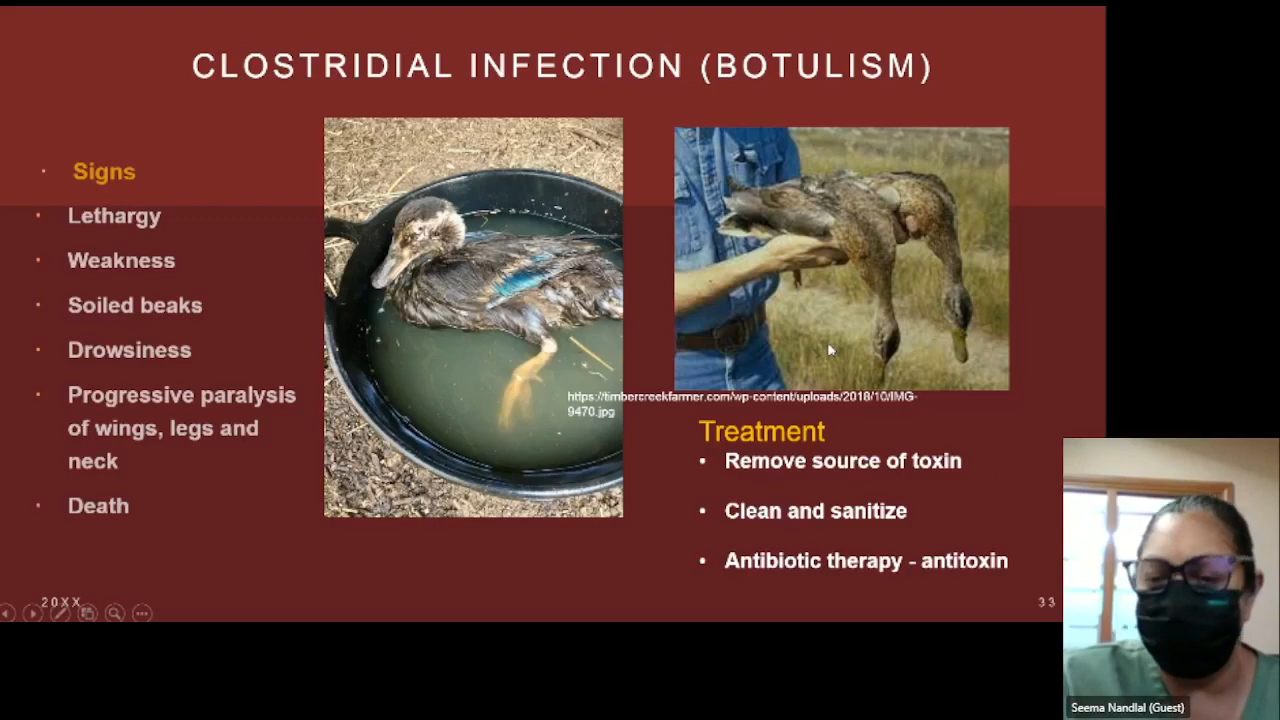 CLOSTRIDIAL INFECTION (BOTULISM)
Signs
Lethargy
Weakness
Soiled beaks
Drowsiness
Progressive paralysis
of wings, legs and
neck
Death
https://timbercreekfarmer.com/wp-content/uploads/2018/10/IMG-
9470.jpg
Treatment
Remove source of toxin
Clean and sanitize
Antibiotic therapy - antitoxin
20XX
33
Seema Nandlal (Guest)